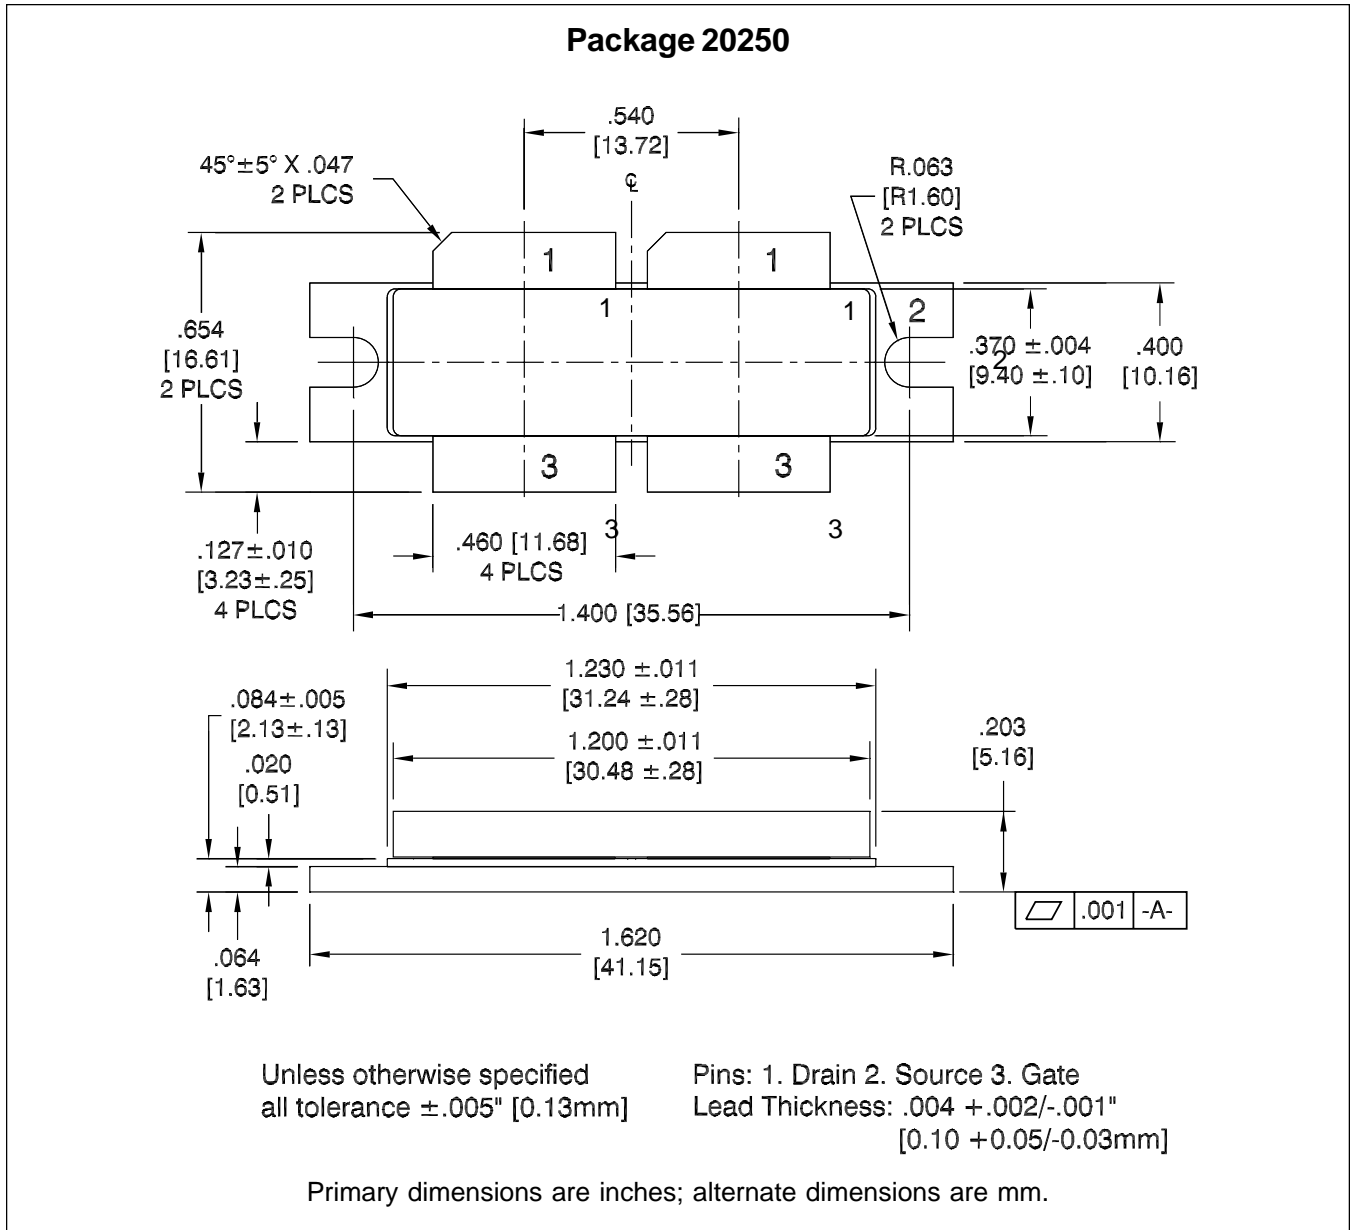 Package 20250
.540
[13.72]
45°±5° X .047
2 PLCS
℄
R.063
[R1.60]
2 PLCS
1
1
1
1
2
.654
[16.61]
2 PLCS
.370 ±.004
[9.40 ±.10]
2
.400
[10.16]
3
3
3
3
.127±.010
[3.23±.25]
4 PLCS
.460 [11.68]
4 PLCS
1.400 [35.56]
1.230 ±.011
[31.24 ±.28]
.084±.005
[2.13±.13]
1.200 ±.011
[30.48 ±.28]
.203
[5.16]
.020
[0.51]
.001 -A-
.064
[1.63]
1.620
[41.15]
Unless otherwise specified
all tolerance ±.005" [0.13mm]
Pins: 1. Drain 2. Source 3. Gate
Lead Thickness: .004 +.002/-.001"
[0.10 +0.05/-0.03mm]
Primary dimensions are inches; alternate dimensions are mm.